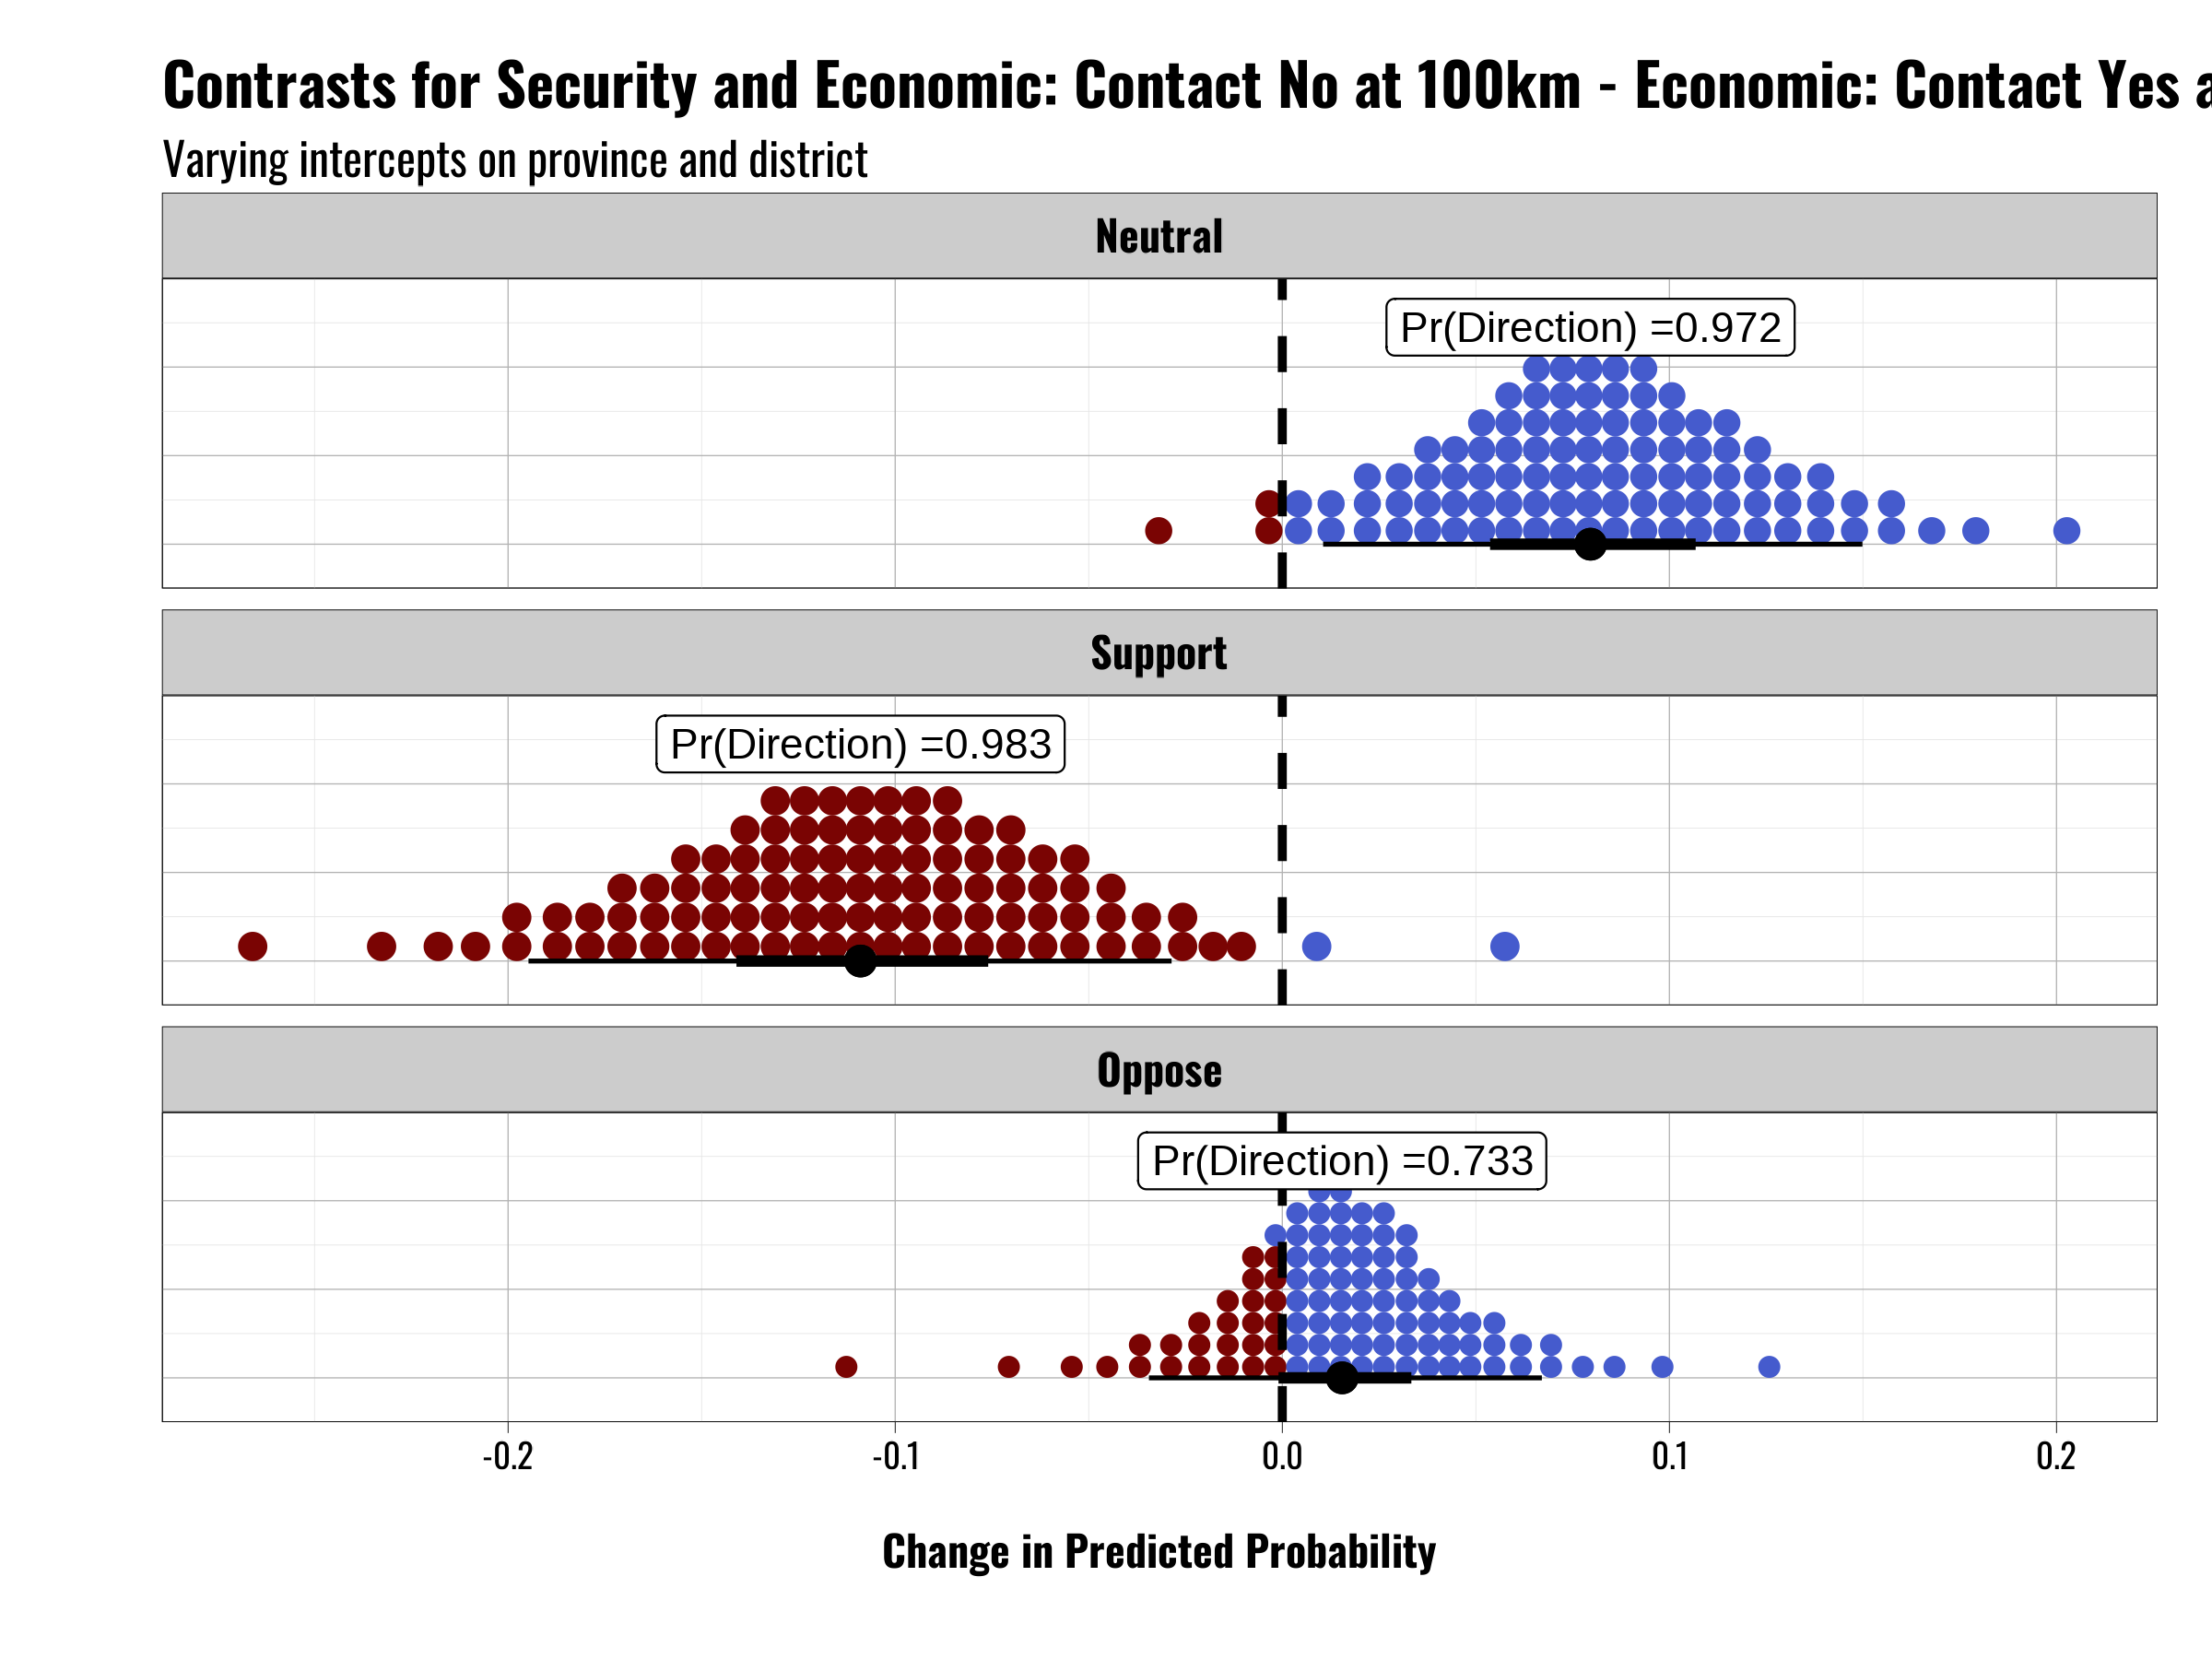 Contrasts for Security and Economic: Contact No at 100km - Economic: Contact Yes a
Varying intercepts on province and district
Neutral
Pr(Direction) =0.972
Support
Pr(Direction) =0.983
Oppose
Pr(Direction) =0.733
-0.2 -0.1 0.0 0.1 0.2
Change in Predicted Probability